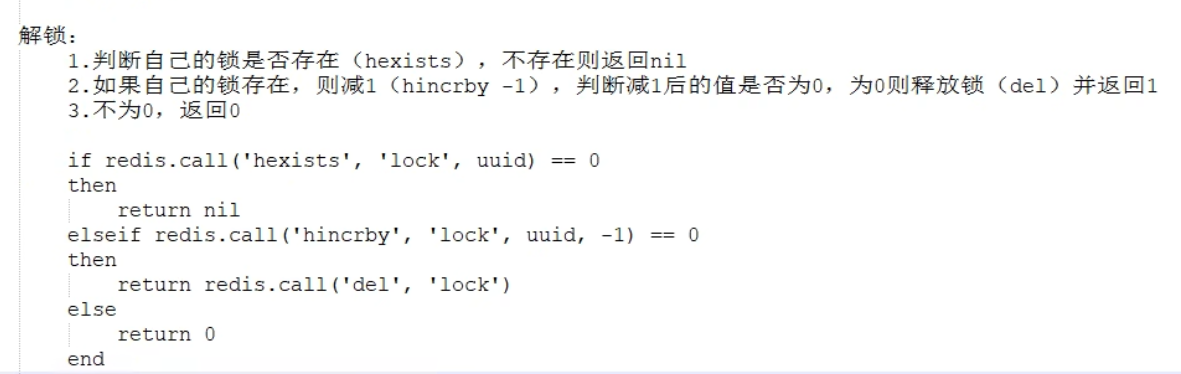 解锁：
1.判断自己的锁是否存在（hexists），不存在则返回nil
2.如果自己的锁存在，则减1（hincrby -1），判断减1后的值是否为0，为0则释放锁（del）并返回1
3.不为0，返回0
if redis.call('hexists', 'lock', uuid) == 0
then
return nil
elseif redis.call('hincrby', 'lock', uuid, -1) == 0
then
return redis.call('del', 'lock')
else
return 0
end